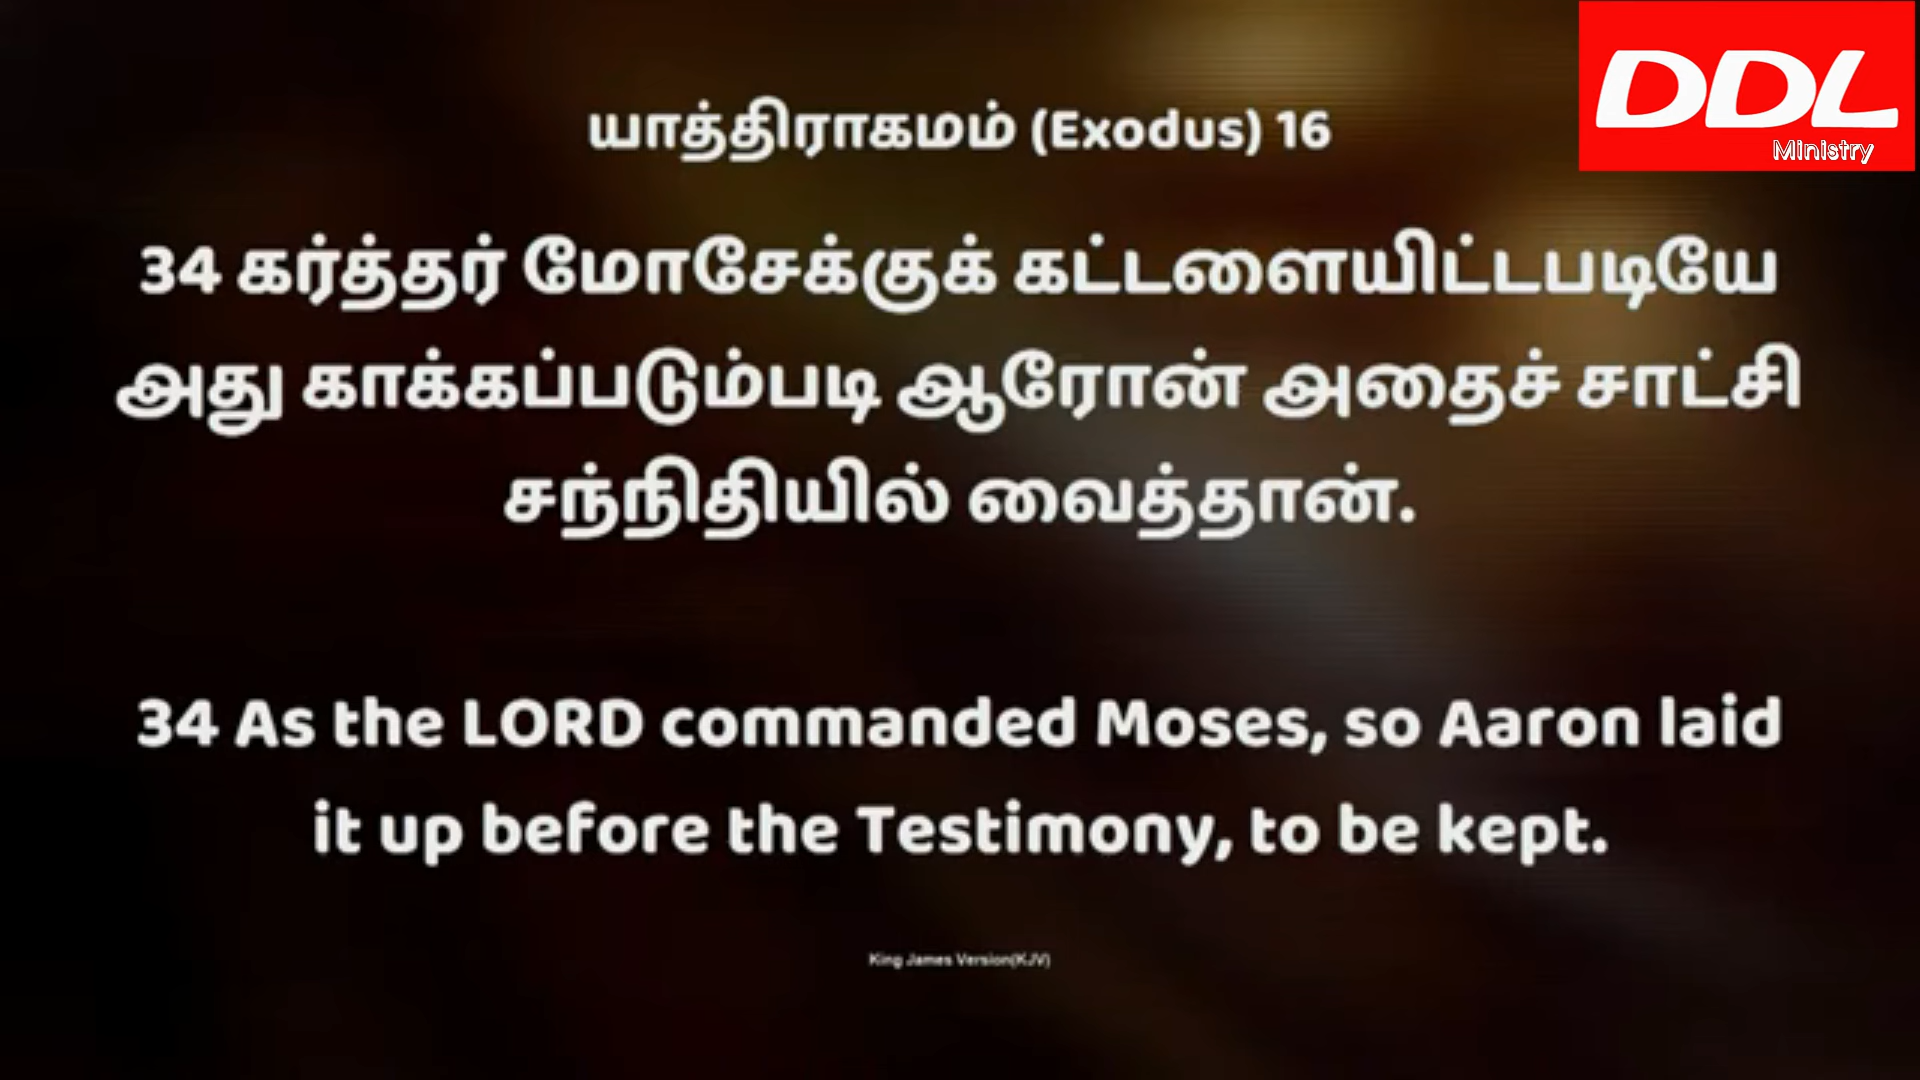 DDL
Ministry
யாத்திராகமம் (Exodus) 16
34 கர்த்தர் மோசேக்குக் கட்டளையிட்டபடியே
அது காக்கப்படும்படி ஆரோன் அதைச் சாட்சி
சந்நிதியில் வைத்தான்.
34 As the LORD commanded Moses, so Aaron laid
it up before the Testimony, to be kept.
King James Version(KJV)